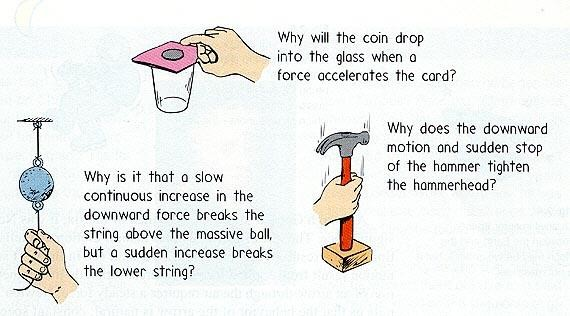 Why will the coin drop
into the glass when a
force accelerates the card?
Why does the downward
motion and sudden stop
of the hammer tighten
the hammerhead?
Why is it that a slow
continuous increase in the
downward force breaks the
string above the massive ball,
but a sudden increase breaks
the lower string?